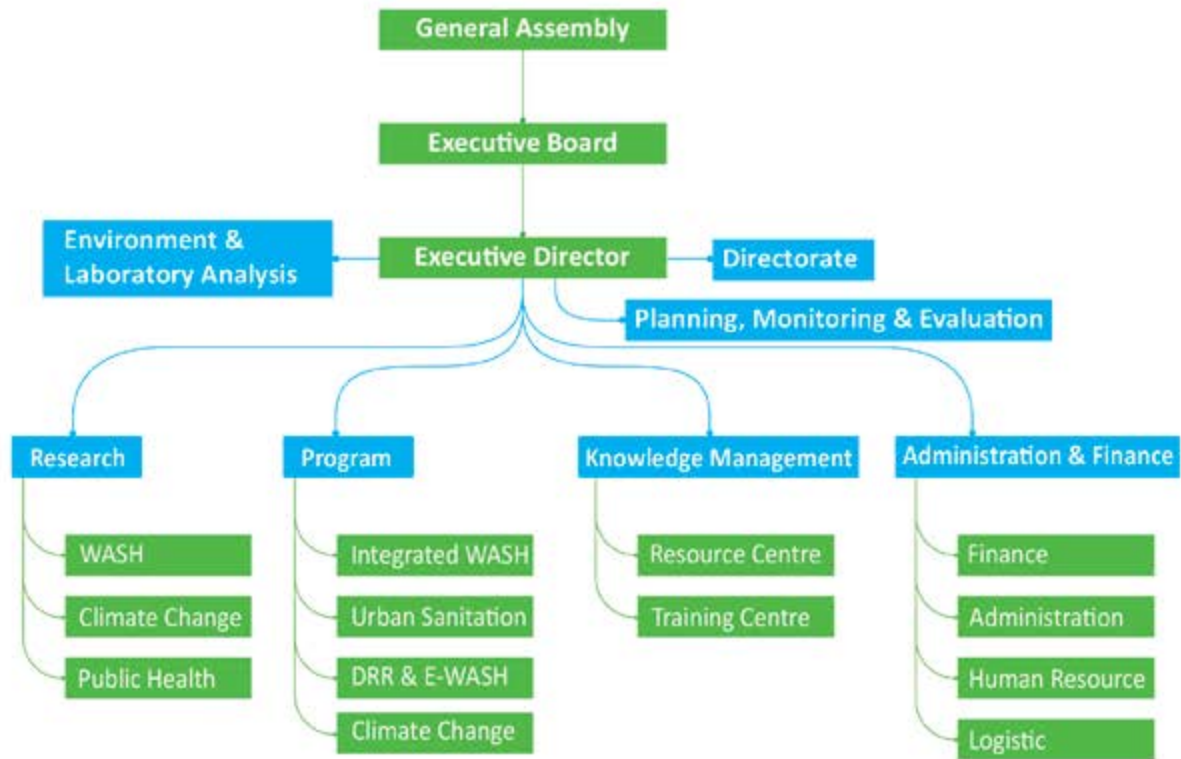 General Assembly
Executive Board
Environment &
Laboratory Analysis
Executive Director
Directorate
Planning, Monitoring & Evaluation
Research
WASH
Climate Change
Public Health
Program
Integrated WASH
Urban Sanitation
DRR & E-WASH
Climate Change
Knowledge Management
Resource Centre
Training Centre
Administration & Finance
Finance
Administration
Human Resource
Logistic